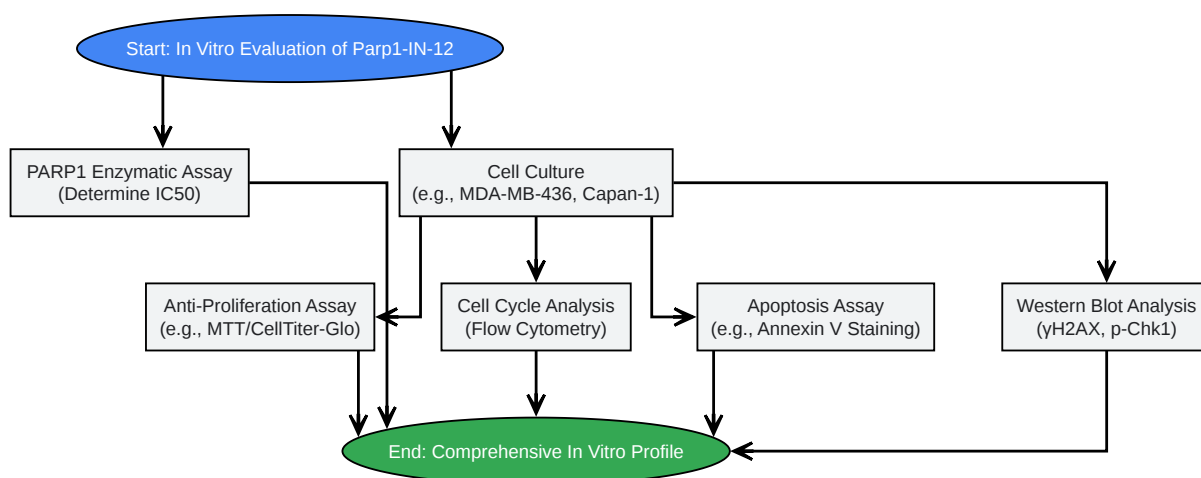 Start: In Vitro Evaluation of Parp1-IN-12
PARP1 Enzymatic Assay
(Determine IC50)
Cell Culture
(e.g., MDA-MB-436, Capan-1)
Anti-Proliferation Assay
(e.g., MTT/CellTiter-Glo)
Cell Cycle Analysis
(Flow Cytometry)
Apoptosis Assay
(e.g., Annexin V Staining)
Western Blot Analysis
(γH2AX, p-Chk1)
End: Comprehensive In Vitro Profile